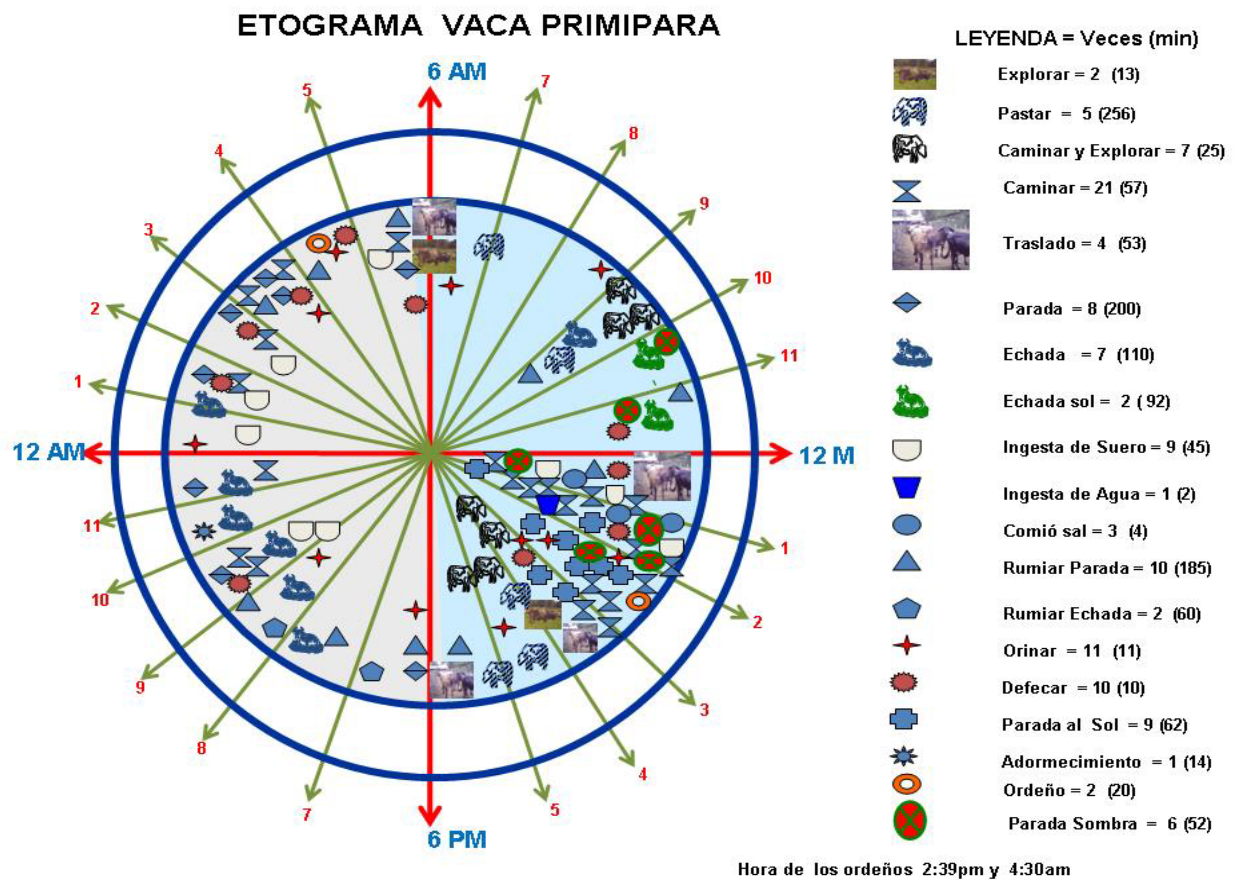 ETOGRAMA VACA PRIMIPARA
6 AM
7
8
9
10
11
12 M
1
2
3
4
5
6 PM
7
8
9
10
11
12 AM
1
2
3
4
5
LEYENDA = Veces (min)
Explorar = 2 (13)
Pastar = 5 (256)
Caminar y Explorar = 7 (25)
Caminar = 21 (57)
Traslado = 4 (53)
Parada = 8 (200)
Echada = 7 (110)
Echada sol = 2 ( 92)
Ingesta de Suero = 9 (45)
Ingesta de Agua = 1 (2)
Comió sal = 3 (4)
Rumiar Parada = 10 (185)
Rumiar Echada = 2 (60)
Orinar = 11 (11)
Defecar = 10 (10)
Parada al Sol = 9 (62)
Adormecimiento = 1 (14)
Ordeño = 2 (20)
Parada Sombra = 6 (52)
Hora de los ordeños 2:39pm y 4:30am